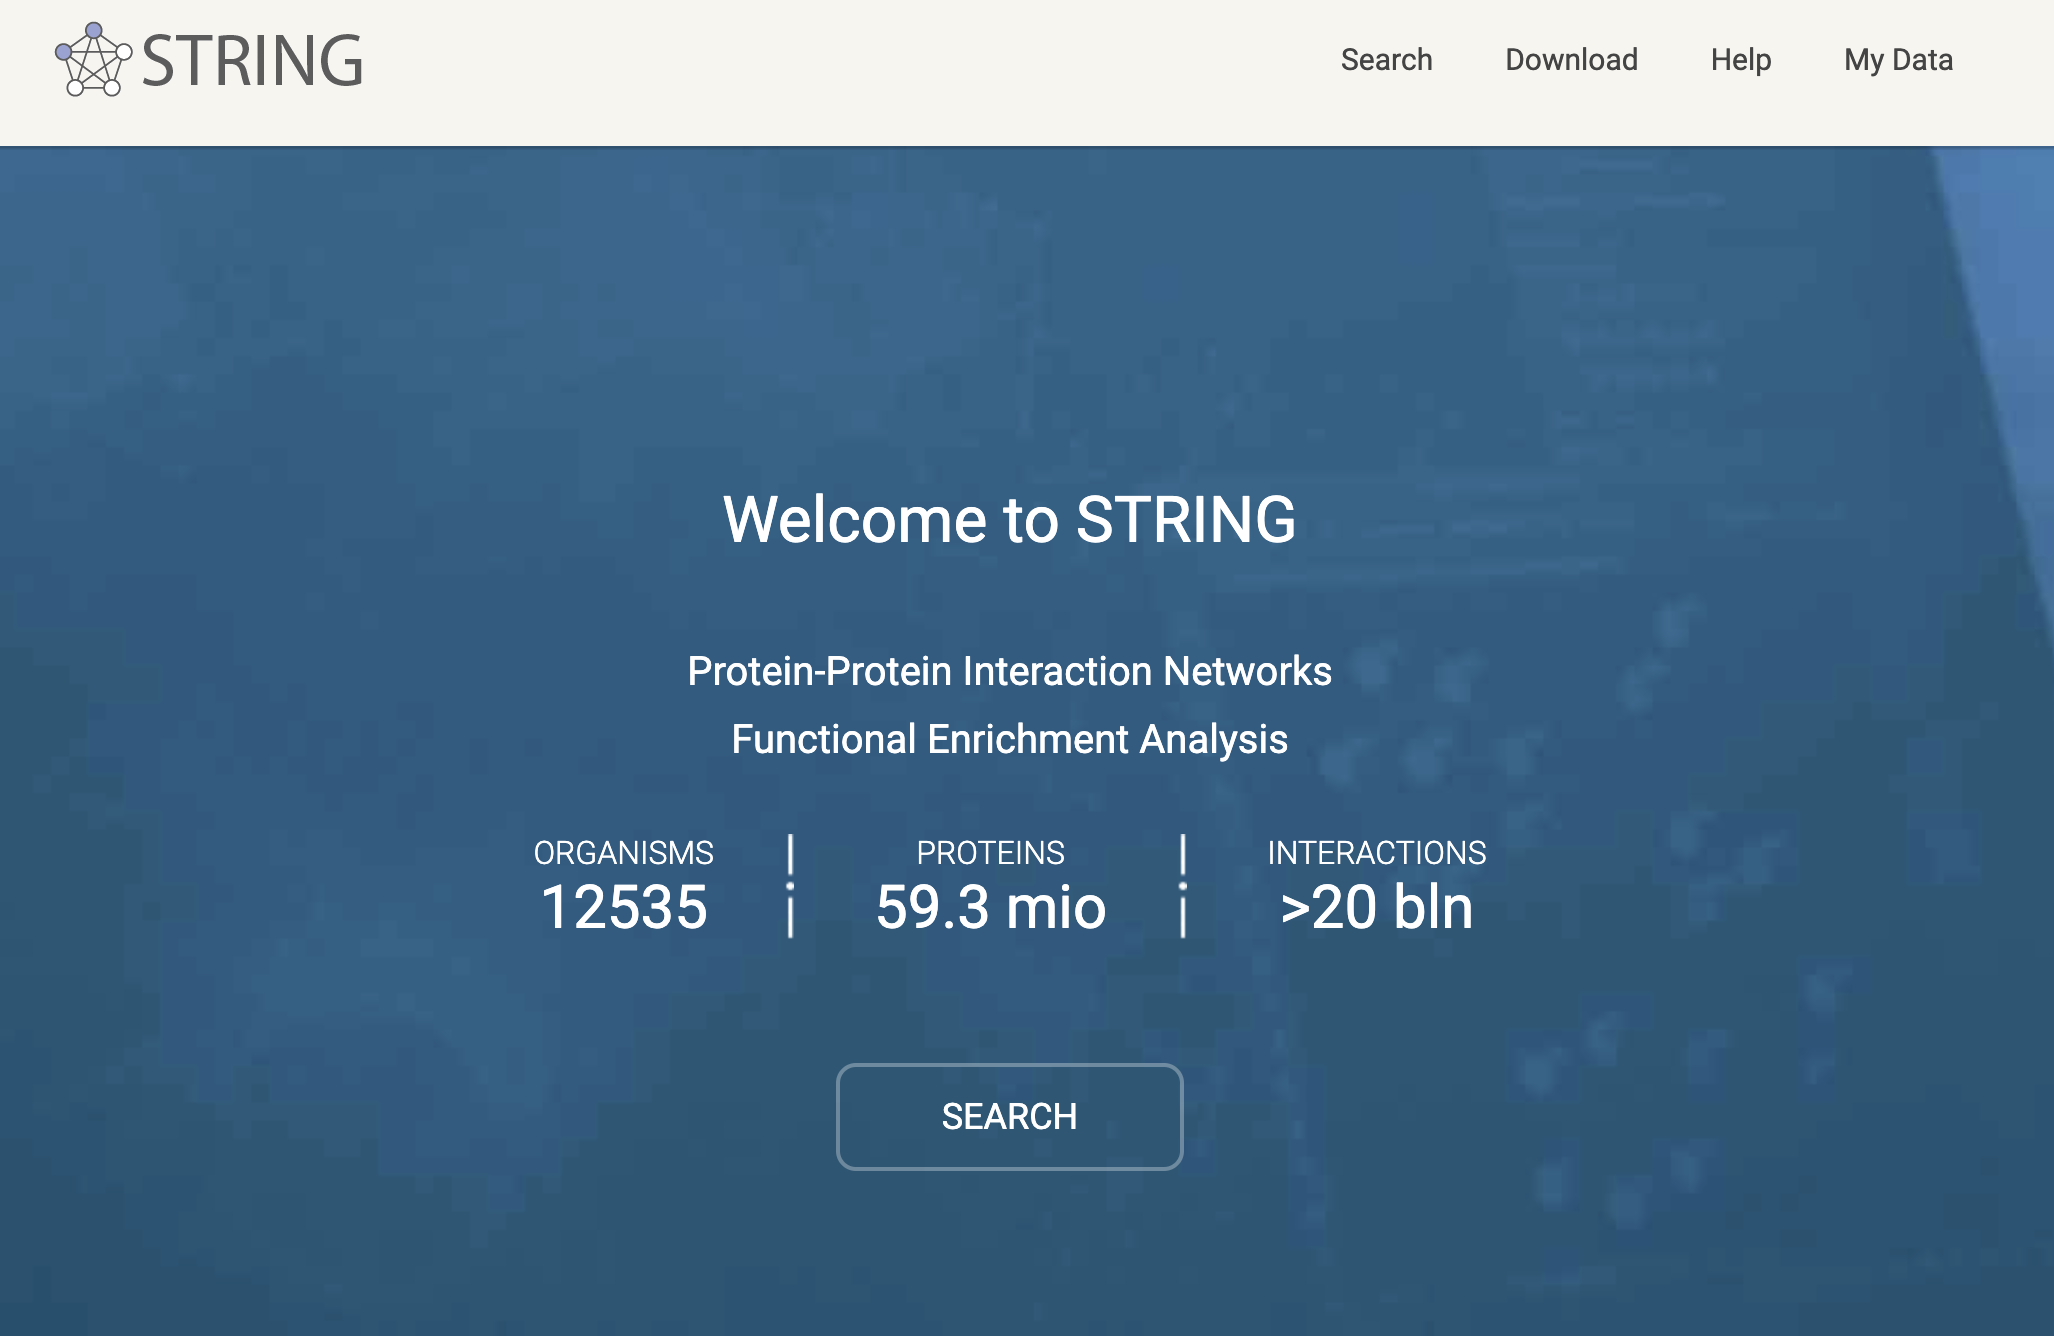 STRING
Search Download Help My Data
Welcome to STRING
Protein-Protein Interaction Networks
Functional Enrichment Analysis
ORGANISMS PROTEINS INTERACTIONS
12535 59.3 mio >20 bln
SEARCH